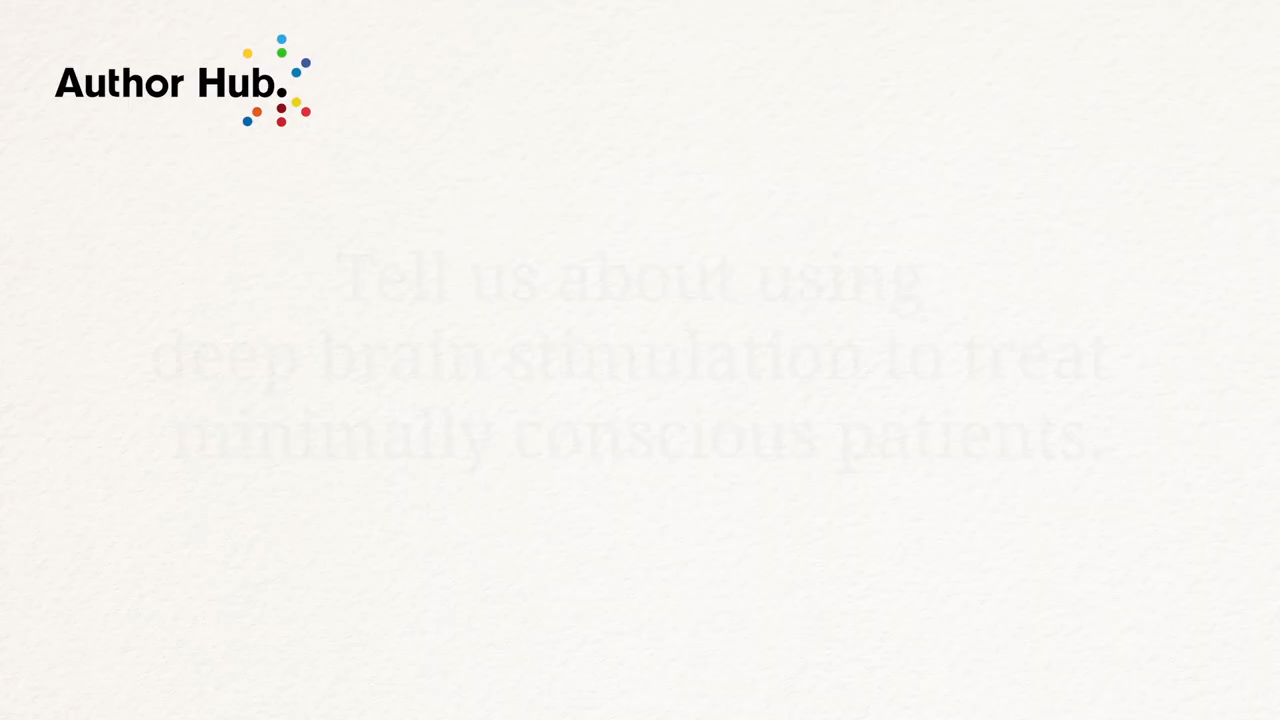 Author Hub.
Tell us about using
deep brain stimulation to treat
minimally conscious patients.